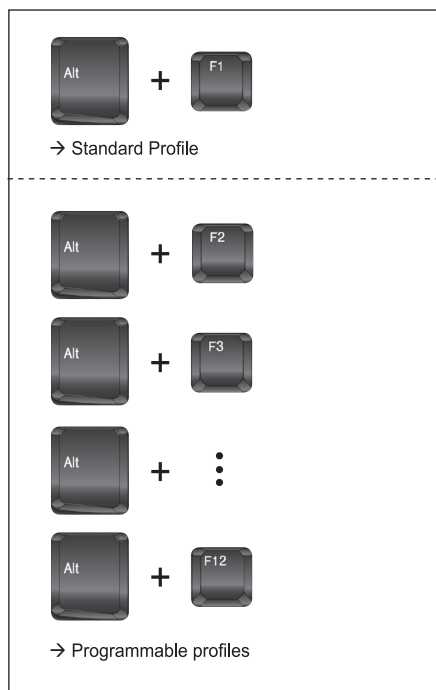 Alt + F1
→ Standard Profile
Alt + F2
Alt + F3
Alt + ⋮
Alt + F12
→ Programmable profiles